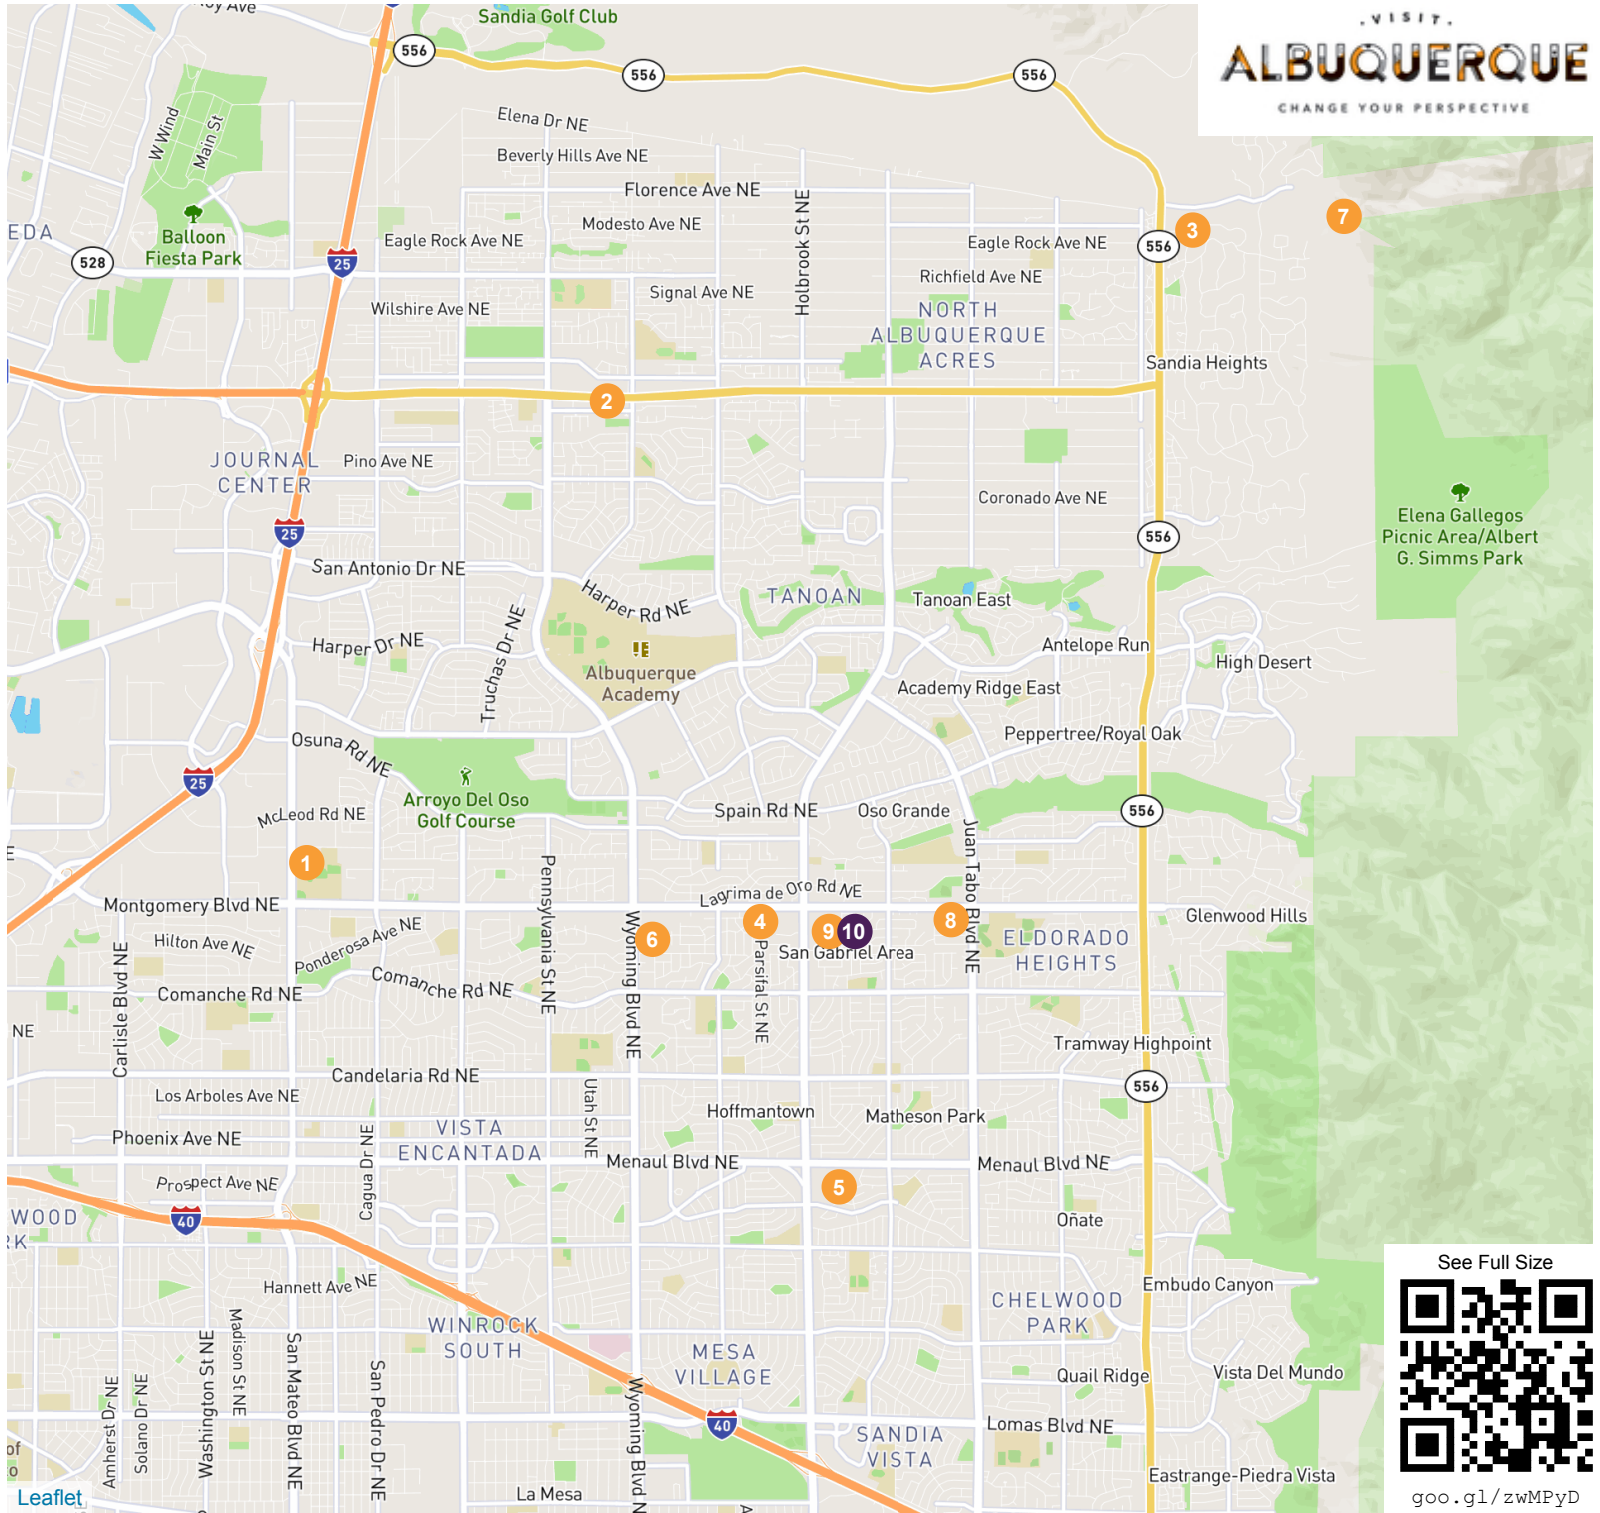 oy Ave
Sandia Golf Club
. VISIT .
ALBUQUERQUE
CHANGE YOUR PERSPECTIVE
556
556
556
W Wind
Main St
Elena Dr NE
Beverly Hills Ave NE
Florence Ave NE
Holbrook St NE
Modesto Ave NE
EDA
Balloon
Fiesta Park
528
25
Eagle Rock Ave NE
Eagle Rock Ave NE
556
3
7
Richfield Ave NE
Signal Ave NE
Wilshire Ave NE
NORTH
ALBUQUERQUE
ACRES
Sandia Heights
2
JOURNAL
CENTER
Pino Ave NE
Coronado Ave NE
25
556
Elena Gallegos
Picnic Area/Albert
G. Simms Park
San Antonio Dr NE
Harper Rd NE
TANOAN
Tanoan East
Harper Dr NE
Truchas Dr NE
Antelope Run
High Desert
Albuquerque
Academy
Academy Ridge East
Osuna Rd NE
Peppertree/Royal Oak
25
Arroyo Del Oso
Golf Course
McLeod Rd NE
Spain Rd NE
Oso Grande
556
Juan Tabo Blvd NE
1
Pennsylvania St NE
Lagrima de Oro Rd NE
Montgomery Blvd NE
Glenwood Hills
4
9
10
8
6
Wyoming Blvd NE
Parsifal St NE
San Gabriel Area
ELDORADO
HEIGHTS
Hilton Ave NE
Ponderosa Ave NE
Carlisle Blvd NE
Comanche Rd NE
Comanche Rd NE
NE
E
Tramway Highpoint
Candelaria Rd NE
556
Los Arboles Ave NE
Utah St NE
Hoffmantown
Matheson Park
Phoenix Ave NE
VISTA
ENCANTADA
Cagua Dr NE
Menaul Blvd NE
Menaul Blvd NE
Prospect Ave NE
5
40
WOOD
RK
Oñate
Hannett Ave NE
Embudo Canyon
CHELWOOD
PARK
Madison St NE
WINROCK
SOUTH
Washington St NE
San Mateo Blvd NE
San Pedro Dr NE
MESA
VILLAGE
Quail Ridge
Vista Del Mundo
Amherst Dr NE
Solano Dr NE
Wyoming Blvd N
40
Lomas Blvd NE
SANDIA
VISTA
of
co
La Mesa
A
Eastrange-Piedra Vista
Leaflet
See Full Size
goo.gl/zwMPyD